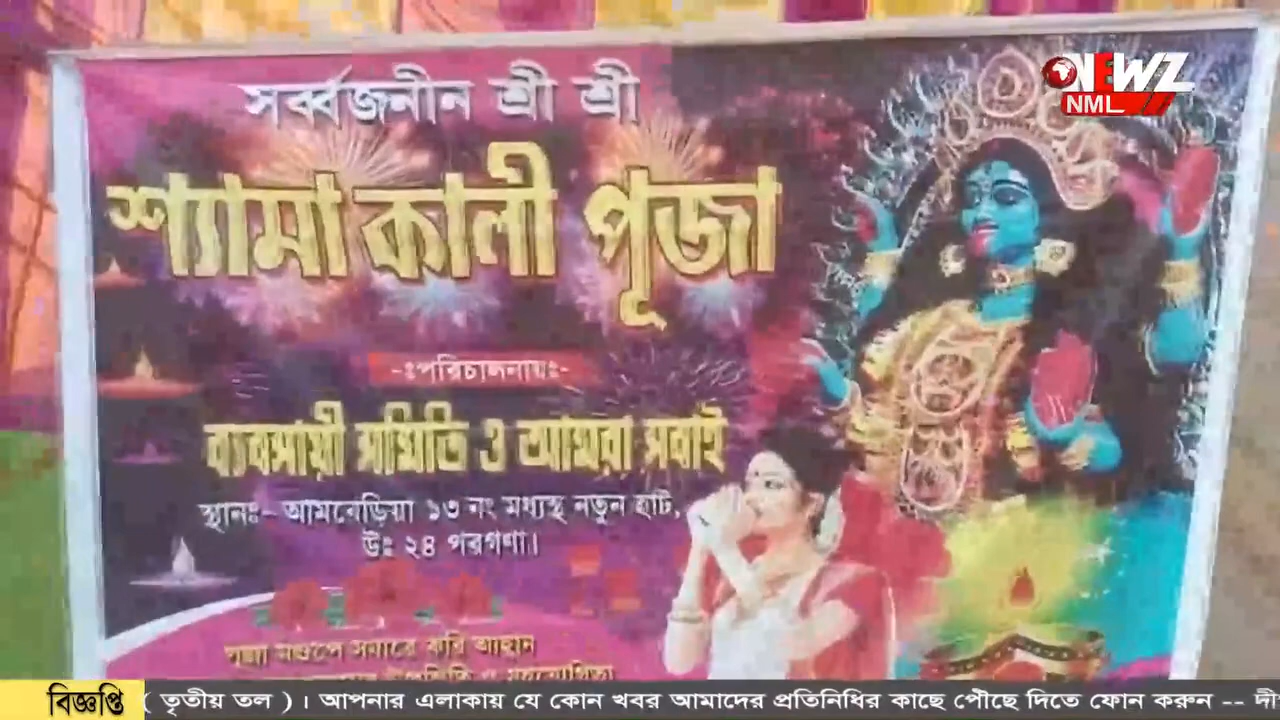 NEWZ
NML
সর্ব্বজনীন শ্রী শ্রী
শ্যামা কালী পূজা
-ঃপরিচালনায়ঃ-
ব্যবসায়ী সমিতি ও আমরা সবাই
স্থানঃ- আমবেড়িয়া ১৩ নং মধ্যস্থ নতুন হাট,
উঃ ২৪ পরগণা।
পূজা মণ্ডপে সবারে করি আহ্বান
বিজ্ঞপ্তি ( তৃতীয় তল ) । আপনার এলাকায় যে কোন খবর আমাদের প্রতিনিধির কাছে পৌঁছে দিতে ফোন করুন -- দী